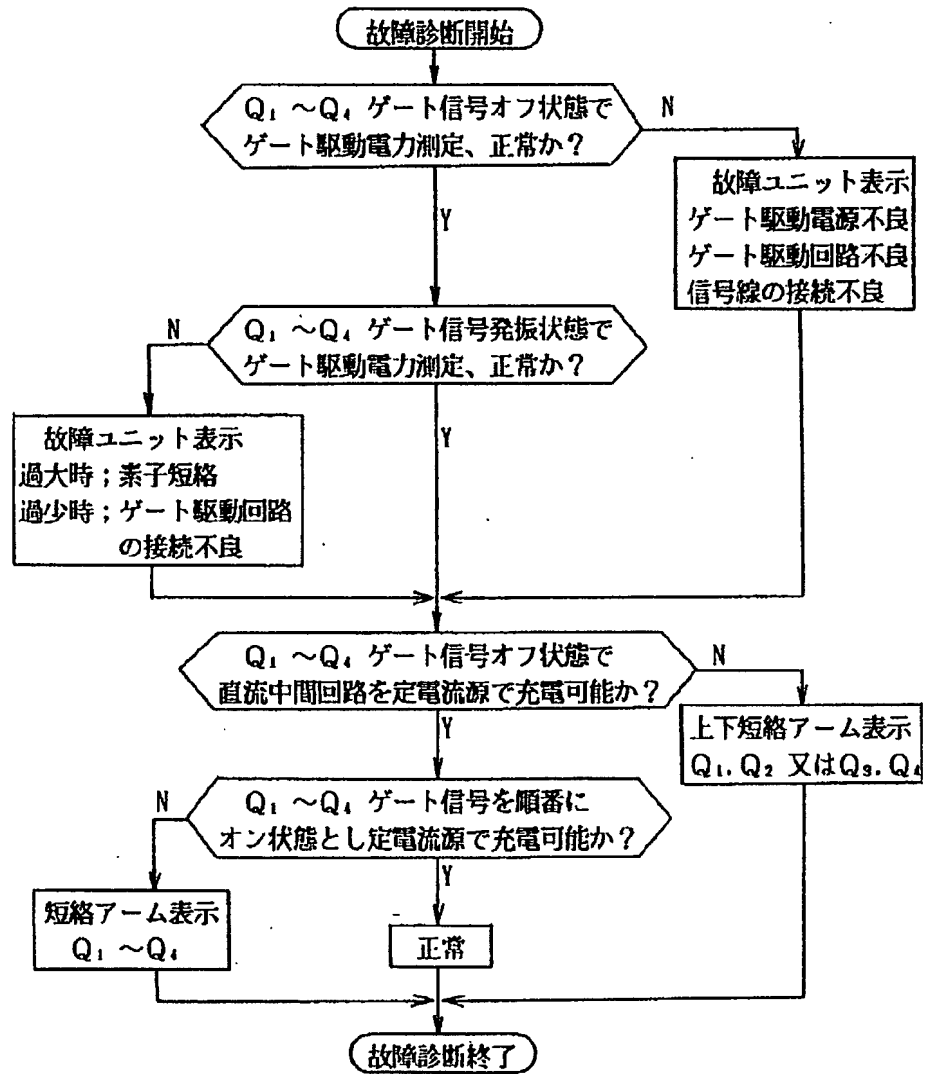 故障診断開始
Q₁ ～Q₄ ゲート信号オフ状態で
ゲート駆動電力測定、正常か？
N
Y
故障ユニット表示
ゲート駆動電源不良
ゲート駆動回路不良
信号線の接続不良
Q₁ ～Q₄ ゲート信号発振状態で
ゲート駆動電力測定、正常か？
N
Y
故障ユニット表示
過大時；素子短絡
過少時；ゲート駆動回路
の接続不良
Q₁ ～Q₄ ゲート信号オフ状態で
直流中間回路を定電流源で充電可能か？
N
Y
上下短絡アーム表示
Q₁．Q₂ 又はQ₃．Q₄
Q₁ ～Q₄ ゲート信号を順番に
オン状態とし定電流源で充電可能か？
N
Y
短絡アーム表示
Q₁ ～Q₄
正常
故障診断終了